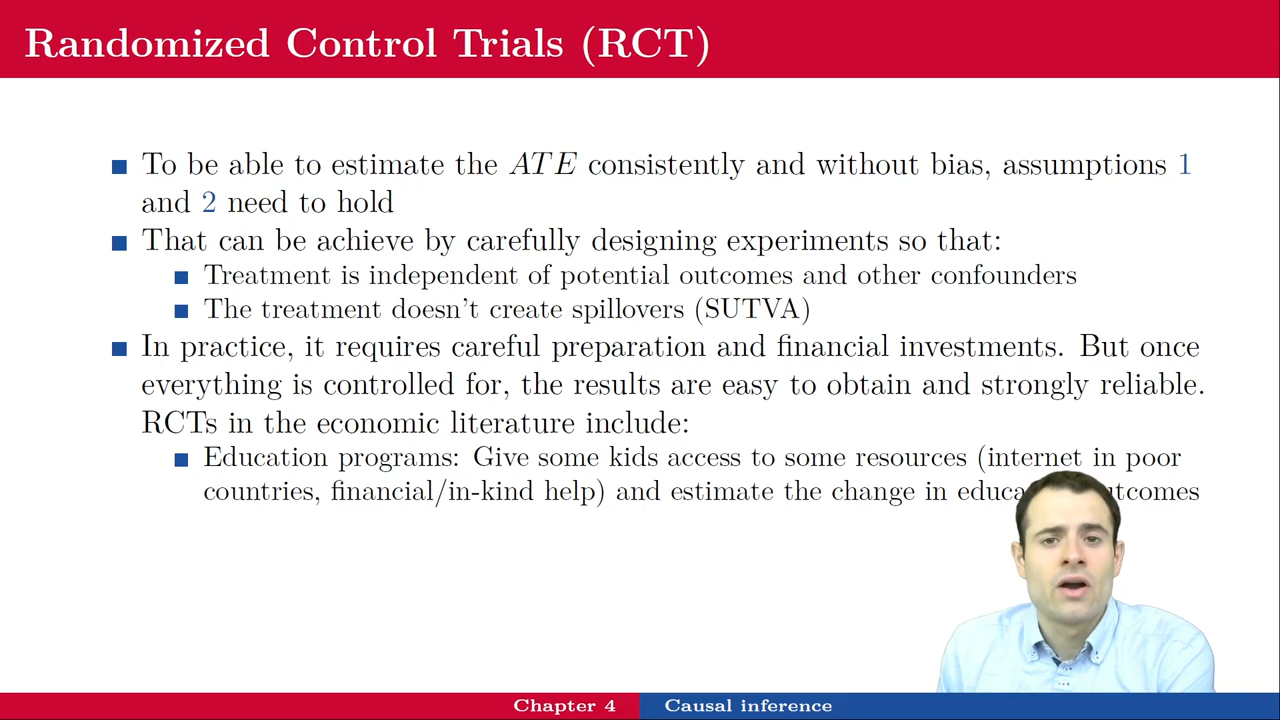 Randomized Control Trials (RCT)
To be able to estimate the ATE consistently and without bias, assumptions 1
and 2 need to hold
That can be achieve by carefully designing experiments so that:
Treatment is independent of potential outcomes and other confounders
The treatment doesn't create spillovers (SUTVA)
In practice, it requires careful preparation and financial investments. But once
everything is controlled for, the results are easy to obtain and strongly reliable.
RCTs in the economic literature include:
Education programs: Give some kids access to some resources (internet in poor
countries, financial/in-kind help) and estimate the change in
Chapter 4
Causal inference